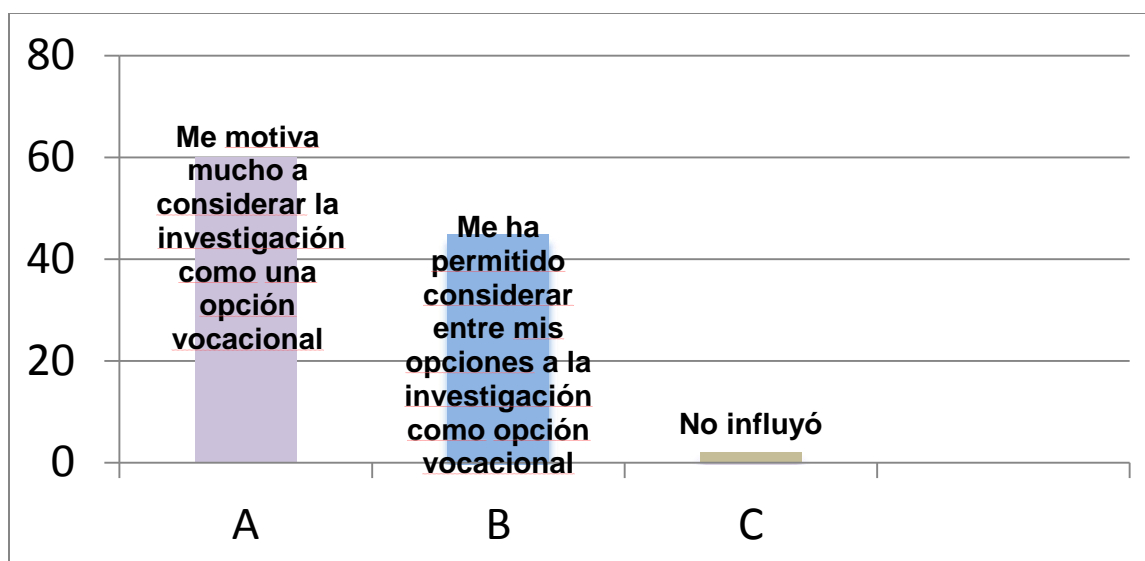 80
60
40
20
0
Me motiva
mucho a
considerar la
investigación
como una
opción
vocacional
Me ha
permitido
considerar
entre mis
opciones a la
investigación
como opción
vocacional
No influyó
A
B
C